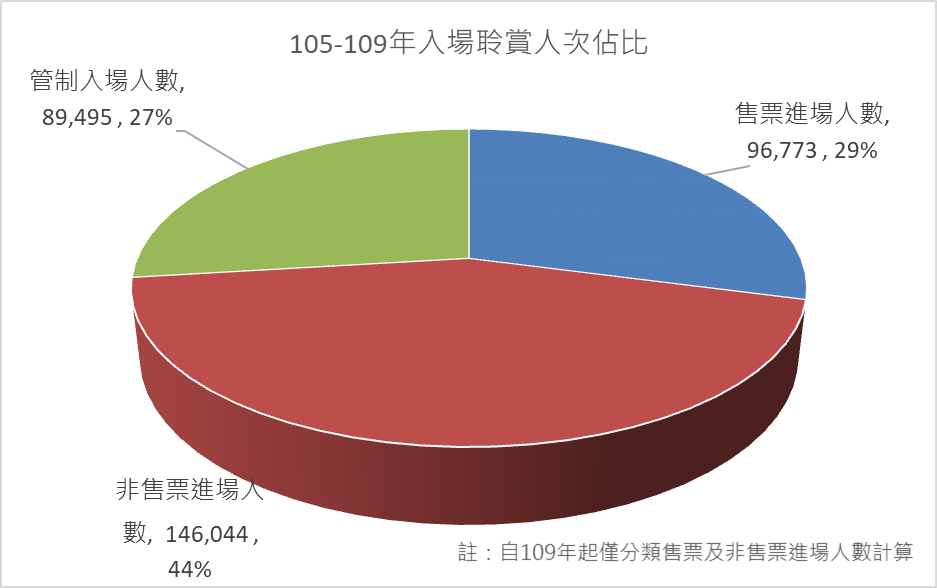 105-109年入場聆賞人次佔比
管制入場人數,
89,495 , 27%
售票進場人數,
96,773 , 29%
非售票進場人
數, 146,044 ,
44%
註：自109年起僅分類售票及非售票進場人數計算